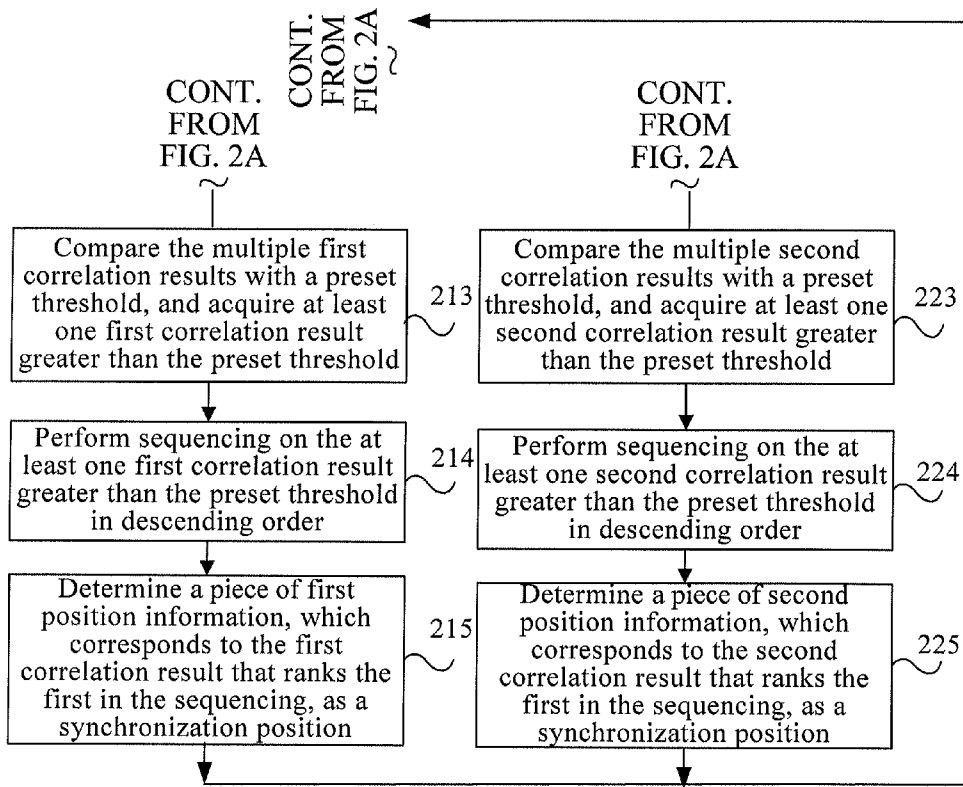 CONT.
FROM
FIG. 2A
CONT.
FROM
FIG. 2A
CONT.
FROM
FIG. 2A
Compare the multiple first
correlation results with a preset
threshold, and acquire at least
one first correlation result
greater than the preset threshold
213
Compare the multiple second
correlation results with a preset
threshold, and acquire at least one
second correlation result greater
than the preset threshold
223
Perform sequencing on the at
least one first correlation result
greater than the preset threshold
in descending order
214
Perform sequencing on the at
least one second correlation result
greater than the preset threshold
in descending order
224
Determine a piece of first
position information, which
corresponds to the first
correlation result that ranks the
first in the sequencing, as a
synchronization position
215
Determine a piece of second
position information, which
corresponds to the second
correlation result that ranks the
first in the sequencing, as a
synchronization position
225